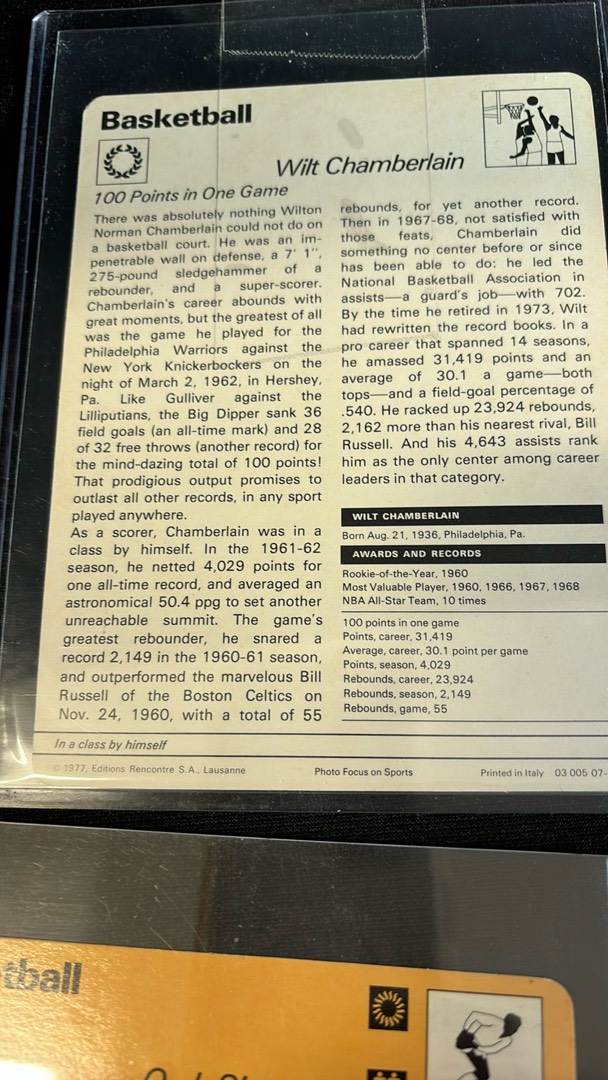 Basketball
Wilt Chamberlain
100 Points in One Game
There was absolutely nothing Wilton
Norman Chamberlain could not do on
a basketball court. He was an im-
penetrable wall on defense, a 7' 1",
275-pound sledgehammer of a
rebounder, and a super-scorer.
Chamberlain's career abounds with
great moments, but the greatest of all
was the game he played for the
Philadelphia Warriors against the
New York Knickerbockers on the
night of March 2, 1962, in Hershey,
Pa. Like Gulliver against the
Lilliputians, the Big Dipper sank 36
field goals (an all-time mark) and 28
of 32 free throws (another record) for
the mind-dazing total of 100 points!
That prodigious output promises to
outlast all other records, in any sport
played anywhere.
As a scorer, Chamberlain was in a
class by himself. In the 1961-62
season, he netted 4,029 points for
one all-time record, and averaged an
astronomical 50.4 ppg to set another
unreachable summit. The game's
greatest rebounder, he snared a
record 2,149 in the 1960-61 season,
and outperformed the marvelous Bill
Russell of the Boston Celtics on
Nov. 24, 1960, with a total of 55
rebounds, for yet another record.
Then in 1967-68, not satisfied with
those feats, Chamberlain did
something no center before or since
has been able to do: he led the
National Basketball Association in
assists—a guard's job—with 702.
By the time he retired in 1973, Wilt
had rewritten the record books. In a
pro career that spanned 14 seasons,
he amassed 31,419 points and an
average of 30.1 a game—both
tops—and a field-goal percentage of
.540. He racked up 23,924 rebounds,
2,162 more than his nearest rival, Bill
Russell. And his 4,643 assists rank
him as the only center among career
leaders in that category.
WILT CHAMBERLAIN
Born Aug. 21, 1936, Philadelphia, Pa.
AWARDS AND RECORDS
Rookie-of-the-Year, 1960
Most Valuable Player, 1960, 1966, 1967, 1968
NBA All-Star Team, 10 times
100 points in one game
Points, career, 31,419
Average, career, 30.1 point per game
Points, season, 4,029
Rebounds, career, 23,924
Rebounds, season, 2,149
Rebounds, game, 55
In a class by himself
© 1977, Editions Rencontre S.A., Lausanne
Photo Focus on Sports
Printed in Italy 03 005 07-
tball